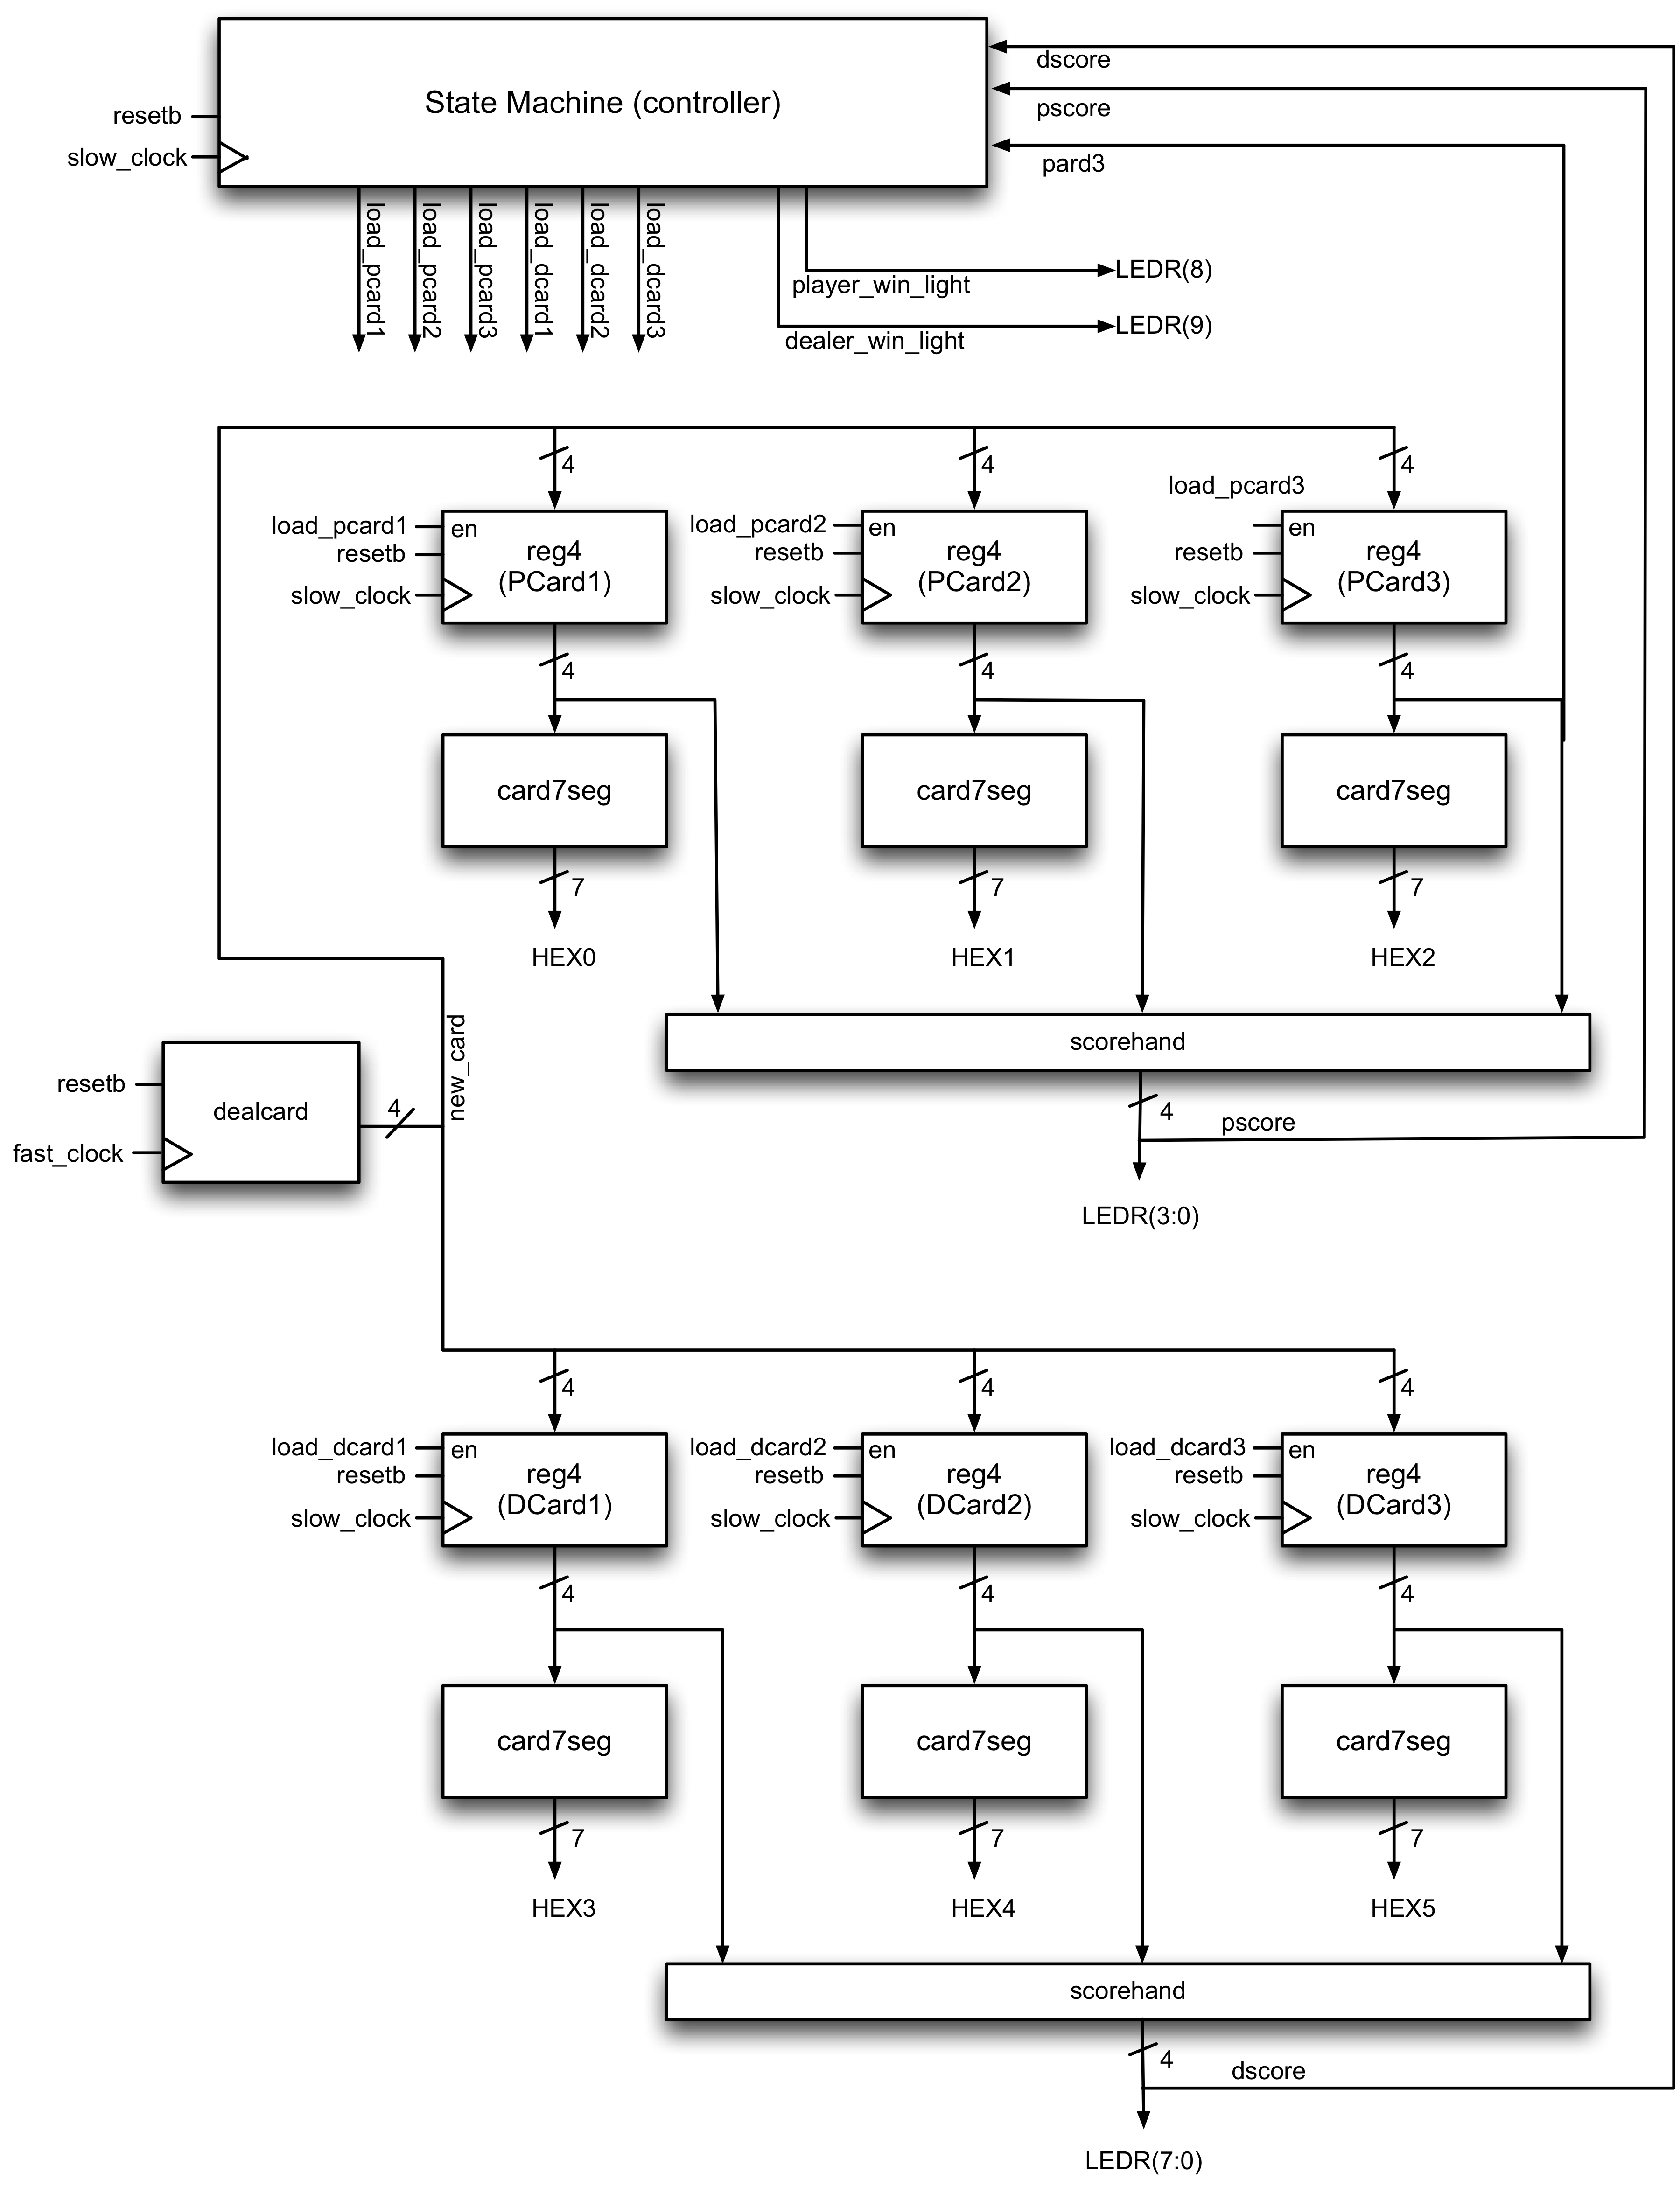 dscore
State Machine (controller)
pscore
resetb
slow_clock
pard3
load_pcard1
load_pcard2
load_pcard3
load_dcard1
load_dcard2
load_dcard3
player_win_light
LEDR(8)
dealer_win_light
LEDR(9)
4
4
4
load_pcard1
en
resetb
reg4
(PCard1)
slow_clock
load_pcard2
en
resetb
reg4
(PCard2)
slow_clock
load_pcard3
en
resetb
reg4
(PCard3)
slow_clock
4
4
4
card7seg
card7seg
card7seg
7
7
7
HEX0
HEX1
HEX2
scorehand
4
pscore
LEDR(3:0)
resetb
dealcard
fast_clock
4
new_card
4
4
4
load_dcard1
en
resetb
reg4
(DCard1)
slow_clock
load_dcard2
en
resetb
reg4
(DCard2)
slow_clock
load_dcard3
en
resetb
reg4
(DCard3)
slow_clock
4
4
4
card7seg
card7seg
card7seg
7
7
7
HEX3
HEX4
HEX5
scorehand
4
dscore
LEDR(7:0)